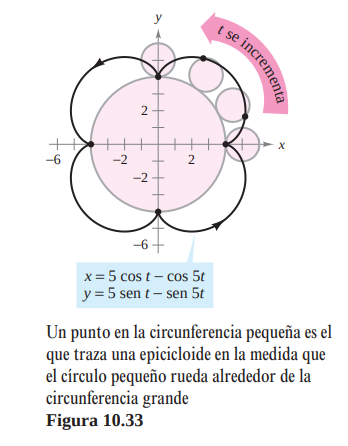 y
t se incrementa
2
x
−6
−2
2
−2
−6
x = 5 cos t – cos 5t
y = 5 sen t – sen 5t
Un punto en la circunferencia pequeña es el
que traza una epicicloide en la medida que
el círculo pequeño rueda alrededor de la
circunferencia grande
Figura 10.33